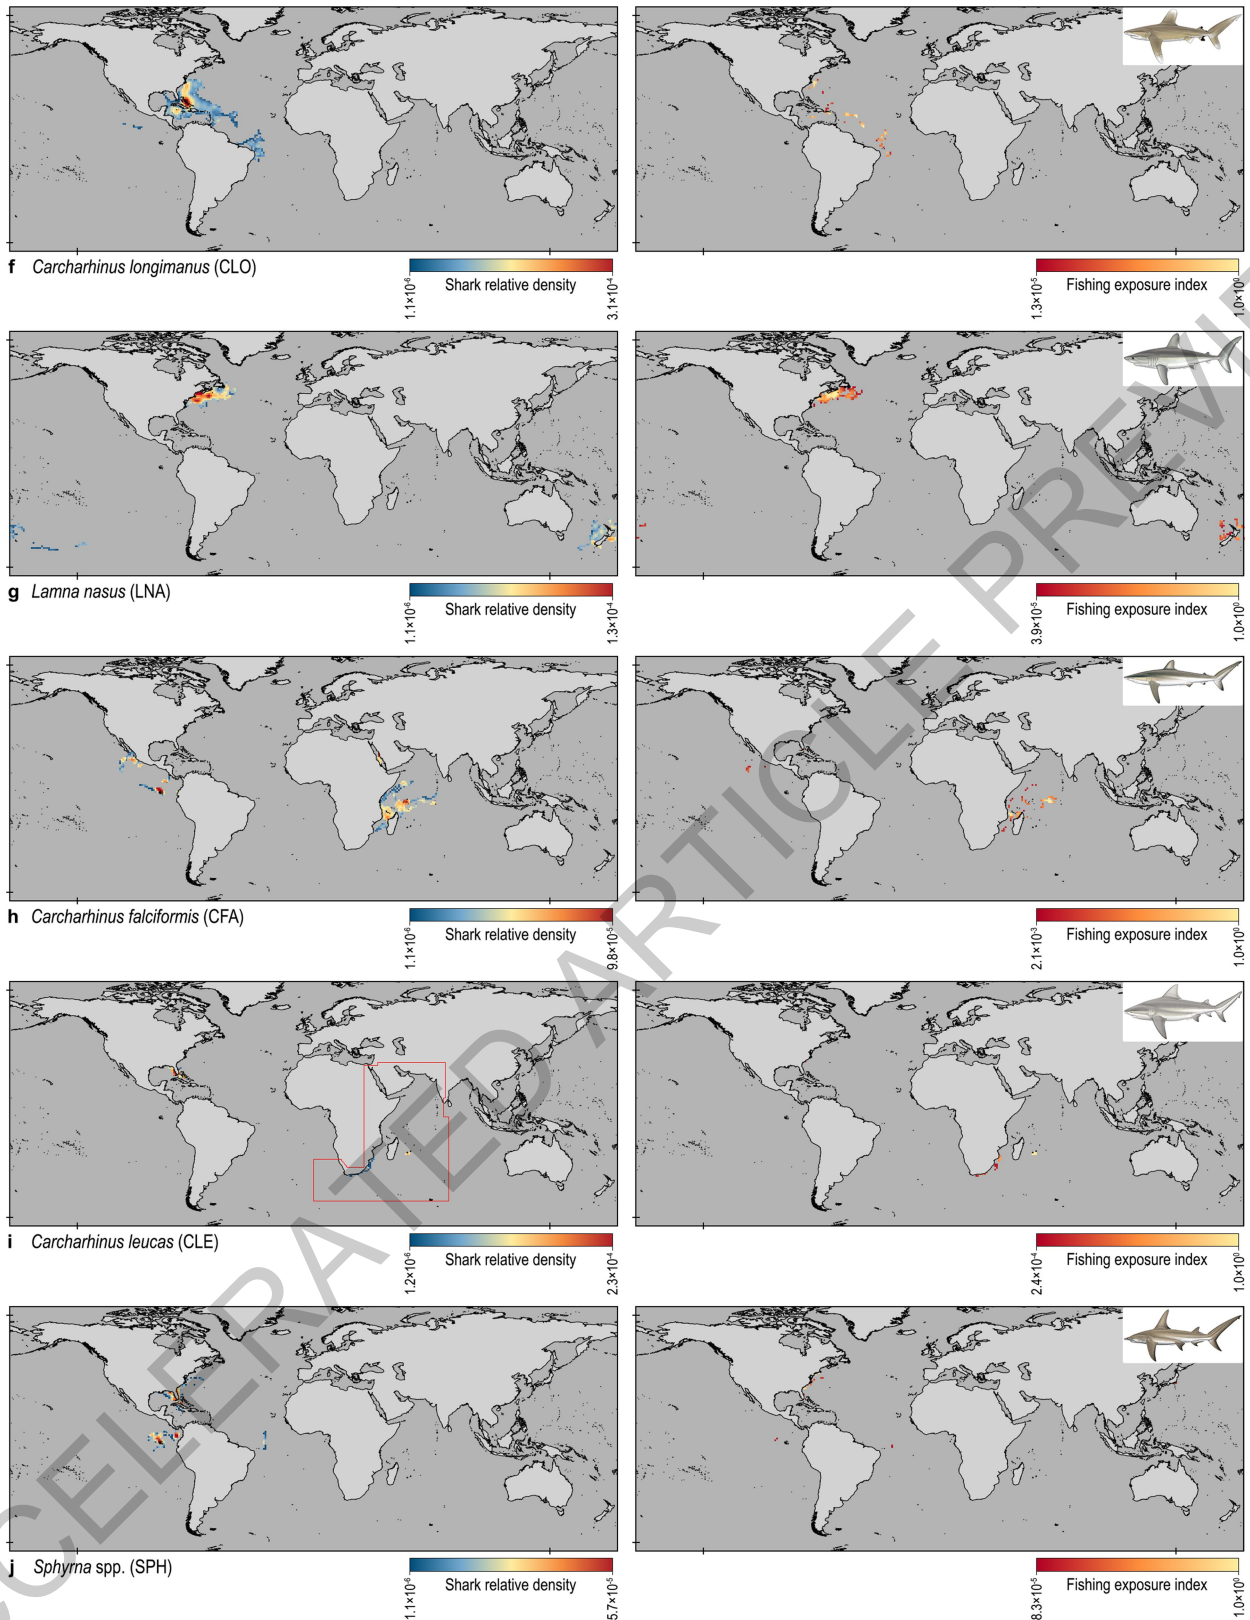 f Carcharhinus longimanus (CLO)
Shark relative density
1.1×10⁻⁶
3.1×10⁻⁴
Fishing exposure index
1.3×10⁻⁵
1.0×10⁰
g Lamna nasus (LNA)
Shark relative density
1.1×10⁻⁶
1.3×10⁻⁴
Fishing exposure index
3.9×10⁻⁵
1.0×10⁰
h Carcharhinus falciformis (CFA)
Shark relative density
1.1×10⁻⁶
9.8×10⁻⁵
Fishing exposure index
2.1×10⁻³
1.0×10⁰
i Carcharhinus leucas (CLE)
Shark relative density
1.2×10⁻⁶
2.3×10⁻⁴
Fishing exposure index
2.4×10⁻⁴
1.0×10⁰
j Sphyrna spp. (SPH)
Shark relative density
1.1×10⁻⁶
5.7×10⁻⁵
Fishing exposure index
8.3×10⁻⁵
1.0×10⁰
CCELERATED ARTICLE PREVI